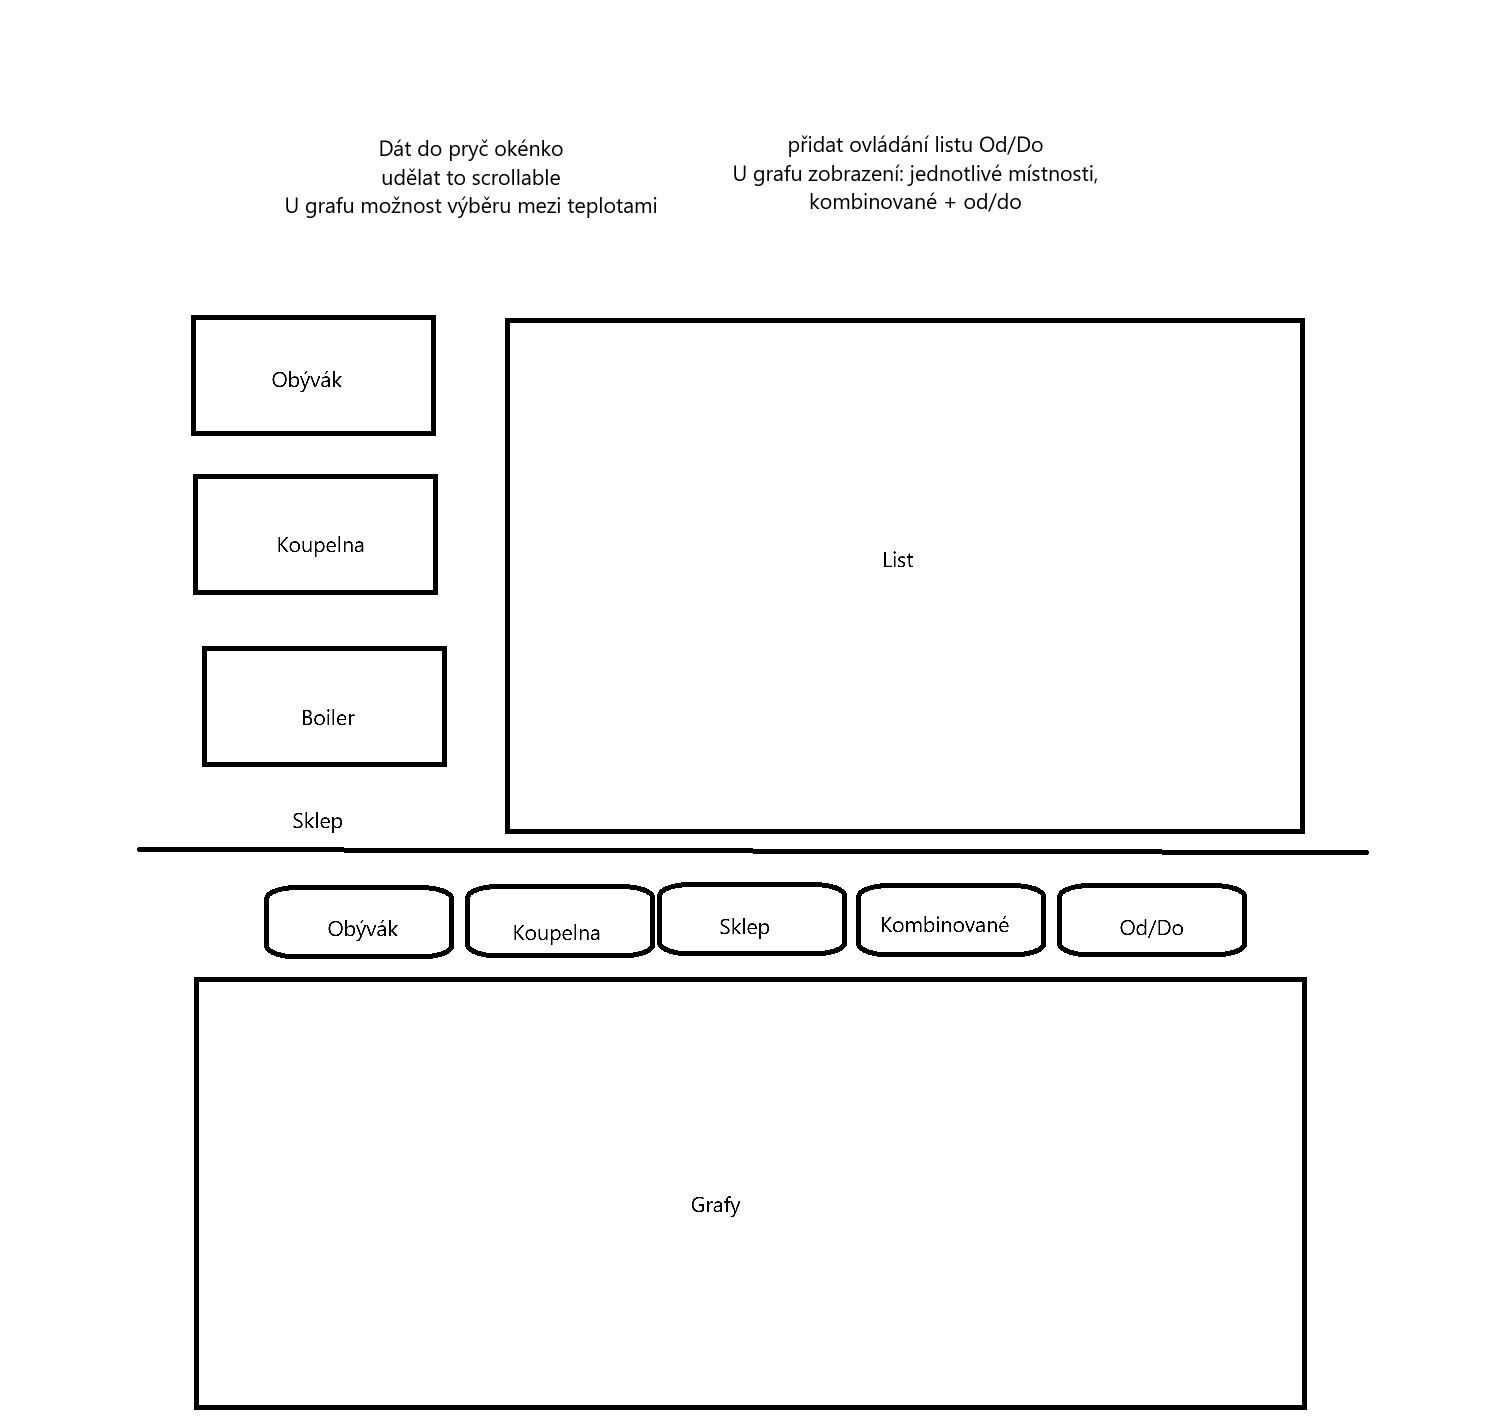 Dát do pryč okénko
udělat to scrollable
U grafu možnost výběru mezi teplotami
přidat ovládání listu Od/Do
U grafu zobrazení: jednotlivé místnosti,
kombinované + od/do
Obývák
Koupelna
Boiler
Sklep
List
Obývák
Koupelna
Sklep
Kombinované
Od/Do
Grafy